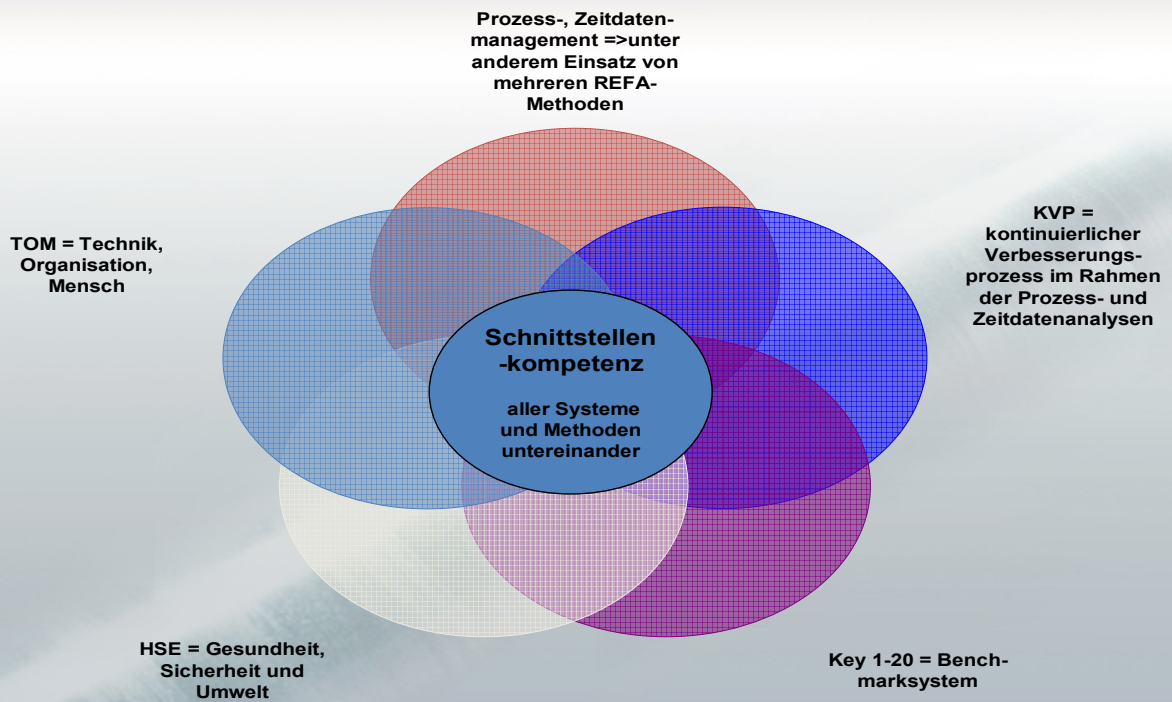 Prozess-, Zeitdaten-
management =>unter
anderem Einsatz von
mehreren REFA-
Methoden
TOM = Technik,
Organisation,
Mensch
KVP =
kontinuierlicher
Verbesserungs-
prozess im Rahmen
der Prozess- und
Zeitdatenanalysen
Schnittstellen
-kompetenz
aller Systeme
und Methoden
untereinander
HSE = Gesundheit,
Sicherheit und
Umwelt
Key 1-20 = Bench-
marksystem